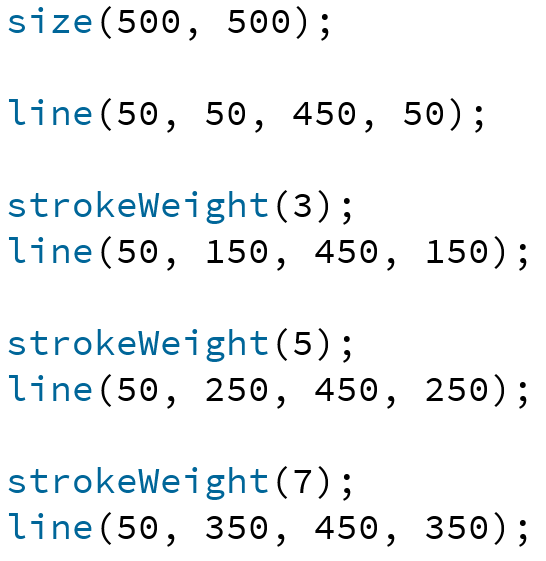 size(500, 500);
line(50, 50, 450, 50);
strokeWeight(3);
line(50, 150, 450, 150);
strokeWeight(5);
line(50, 250, 450, 250);
strokeWeight(7);
line(50, 350, 450, 350);